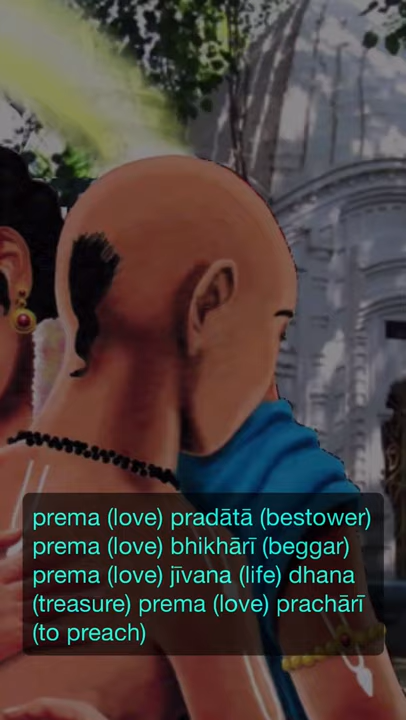 prema (love) pradātā (bestower)
prema (love) bhikhārī (beggar)
prema (love) jīvana (life) dhana
(treasure) prema (love) prachārī
(to preach)